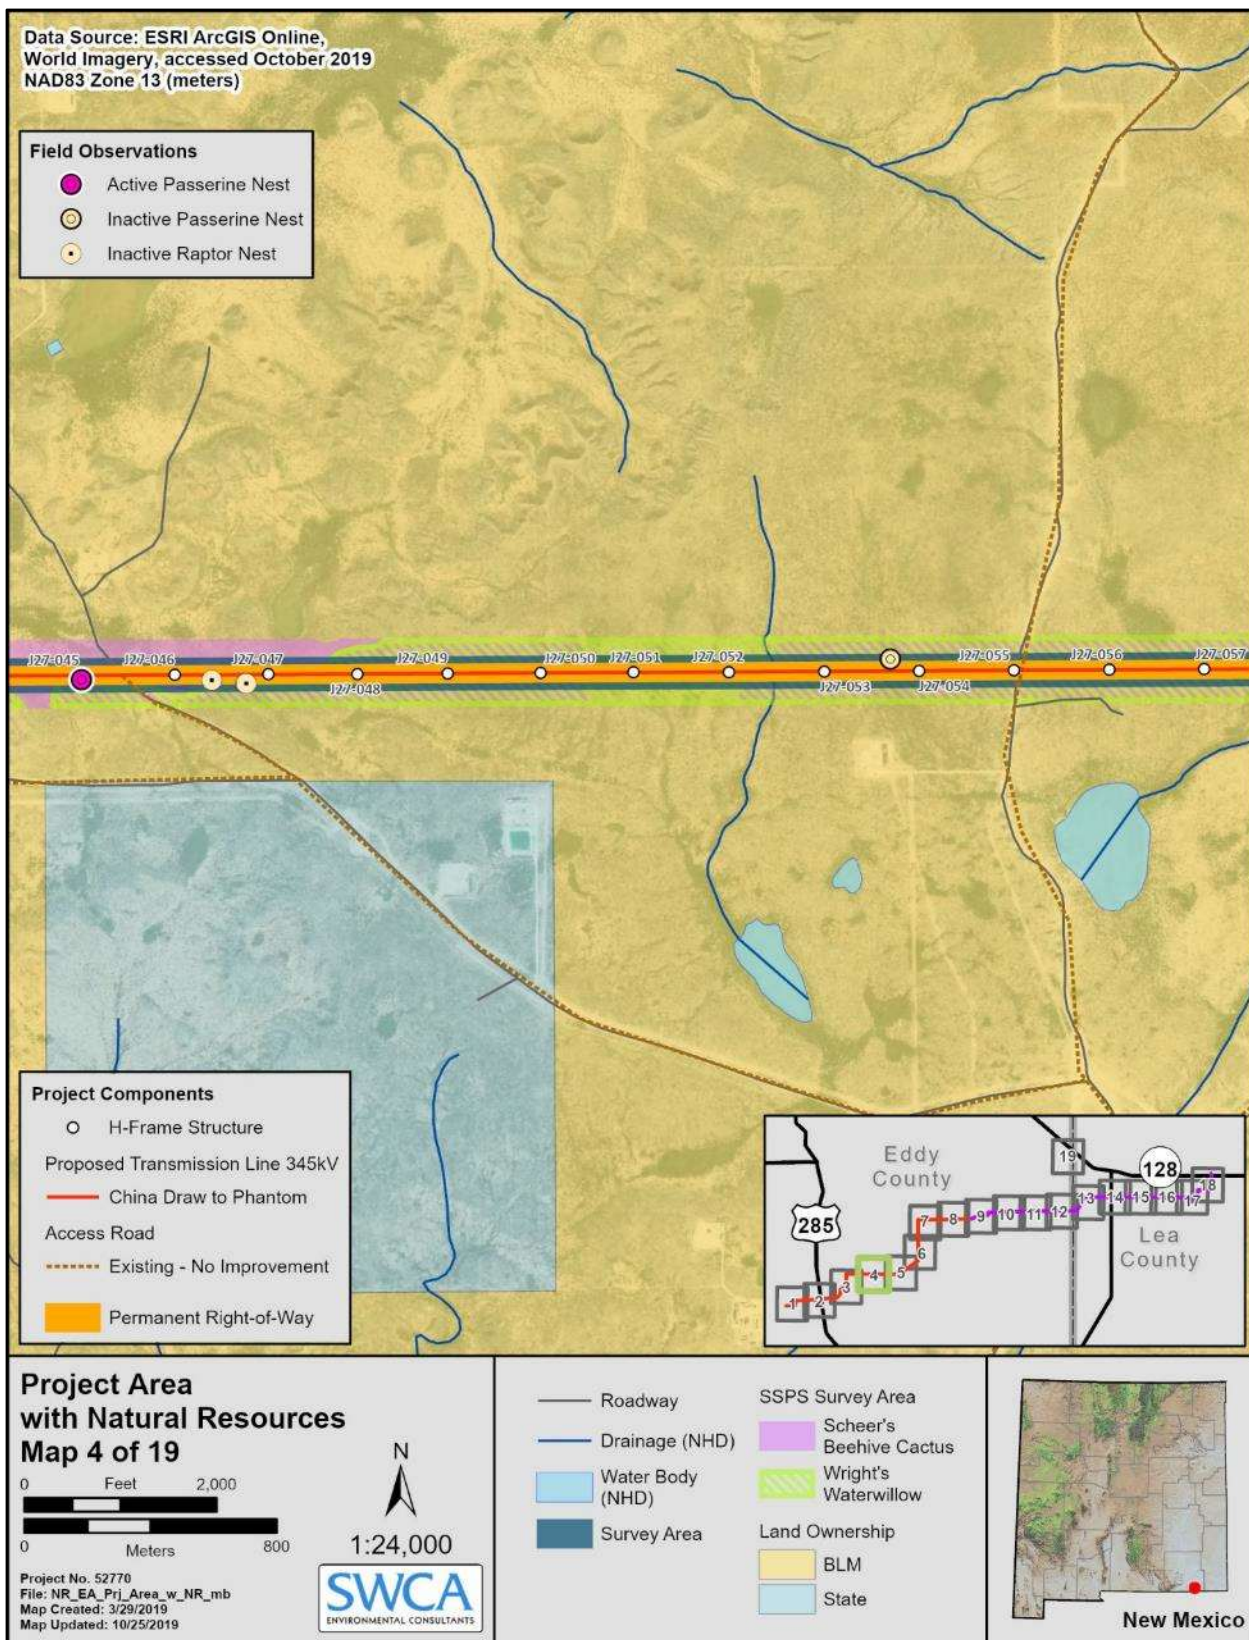 Data Source: ESRI ArcGIS Online,
World Imagery, accessed October 2019
NAD83 Zone 13 (meters)
Field Observations
Active Passerine Nest
Inactive Passerine Nest
Inactive Raptor Nest
J27-045
J27-046
J27-047
J27-048
J27-049
J27-050
J27-051
J27-052
J27-053
J27-054
J27-055
J27-056
J27-057
Project Components
H-Frame Structure
Proposed Transmission Line 345kV
China Draw to Phantom
Access Road
Existing - No Improvement
Permanent Right-of-Way
Eddy
County
285
128
Lea
County
1
2
3
4
5
6
7
8
9
10
11
12
13
14
15
16
17
18
19
Project Area
with Natural Resources
Map 4 of 19
0 Feet 2,000
0 Meters 800
N
1:24,000
Project No. 52770
File: NR_EA_Prj_Area_w_NR_mb
Map Created: 3/29/2019
Map Updated: 10/25/2019
SWCA
ENVIRONMENTAL CONSULTANTS
Roadway
Drainage (NHD)
Water Body
(NHD)
Survey Area
SSPS Survey Area
Scheer's
Beehive Cactus
Wright's
Waterwillow
Land Ownership
BLM
State
New Mexico